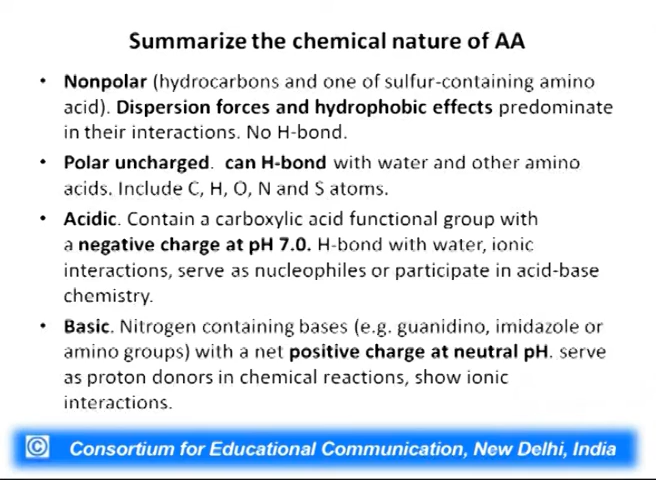 Summarize the chemical nature of AA
• Nonpolar (hydrocarbons and one of sulfur-containing amino
acid). Dispersion forces and hydrophobic effects predominate
in their interactions. No H-bond.
• Polar uncharged. can H-bond with water and other amino
acids. Include C, H, O, N and S atoms.
• Acidic. Contain a carboxylic acid functional group with
a negative charge at pH 7.0. H-bond with water, ionic
interactions, serve as nucleophiles or participate in acid-base
chemistry.
• Basic. Nitrogen containing bases (e.g. guanidino, imidazole or
amino groups) with a net positive charge at neutral pH. serve
as proton donors in chemical reactions, show ionic
interactions.
© Consortium for Educational Communication, New Delhi, India